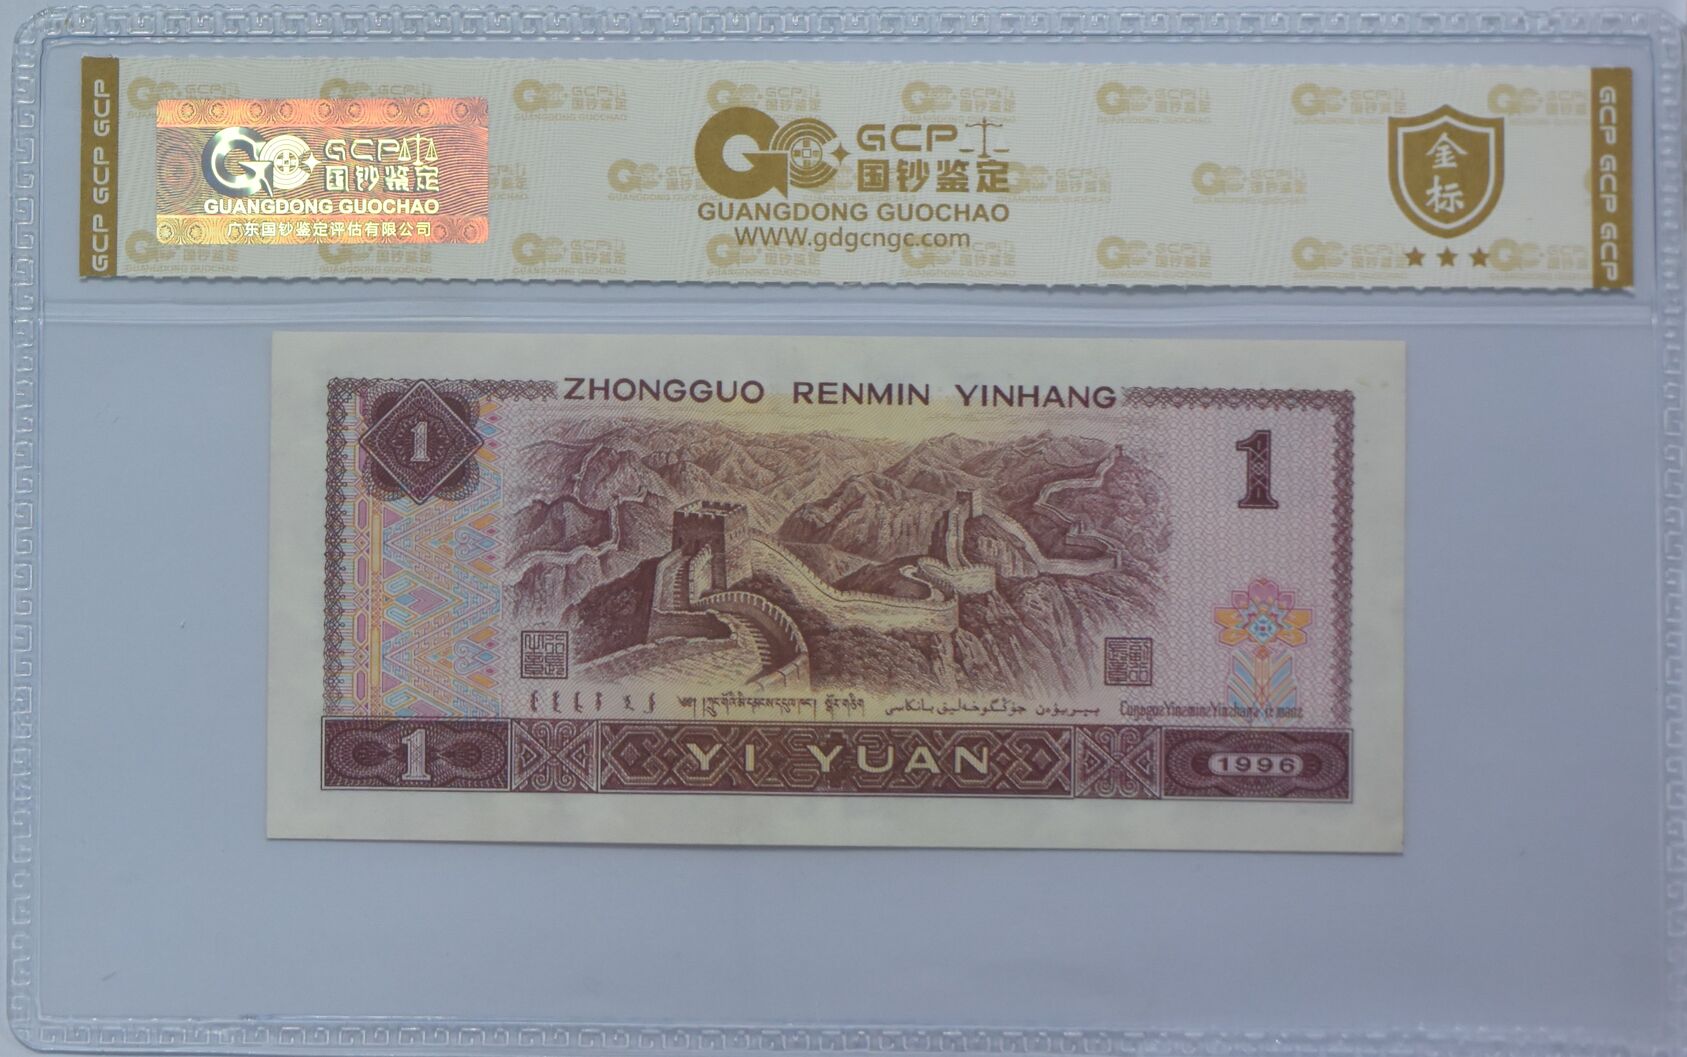 GCP GCP GCP
GCP
国钞鉴定
GUANGDONG GUOCHAO
广东国钞鉴定评估有限公司
GCP
国钞鉴定
GUANGDONG GUOCHAO
WWW.gdgcngc.com
金标
GCP GCP GCP
ZHONGGUO RENMIN YINHANG
1
1
1 YI YUAN 1996